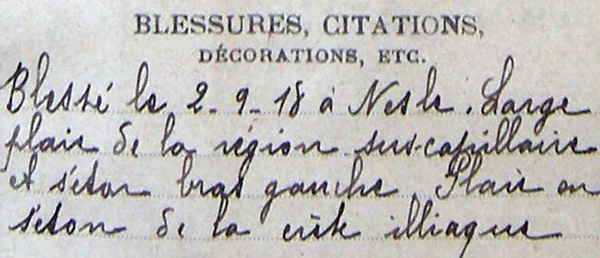 BLESSURES, CITATIONS,
DÉCORATIONS, ETC.
Blessé le 2-9-18 à Nesle. Large
plaie de la région sus-capillaire
et séton bras gauche. Plaie en
séton de la crête illiaque